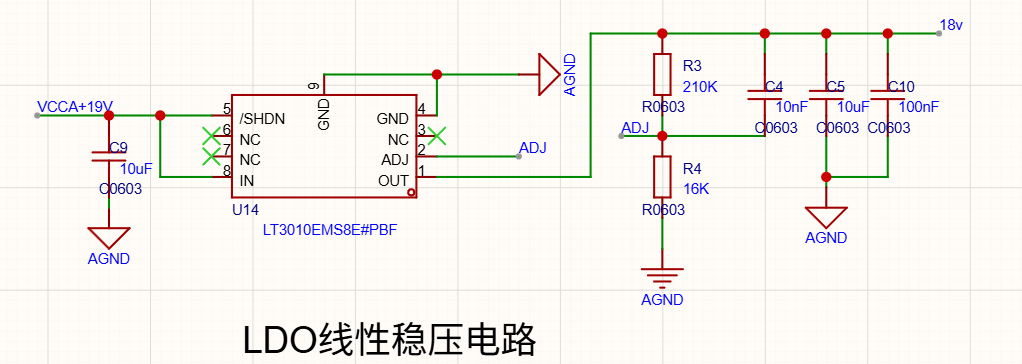 18v
VCCA+19V
C9
10uF
C0603
AGND
5
/SHDN
6
NC
7
NC
8
IN
9
GND
4
GND
3
NC
2
ADJ
1
OUT
U14
LT3010EMS8E#PBF
AGND
ADJ
R3
210K
R0603
ADJ
R4
16K
R0603
AGND
C4
10nF
C0603
C5
10uF
C0603
C10
100nF
C0603
AGND
LDO线性稳压电路